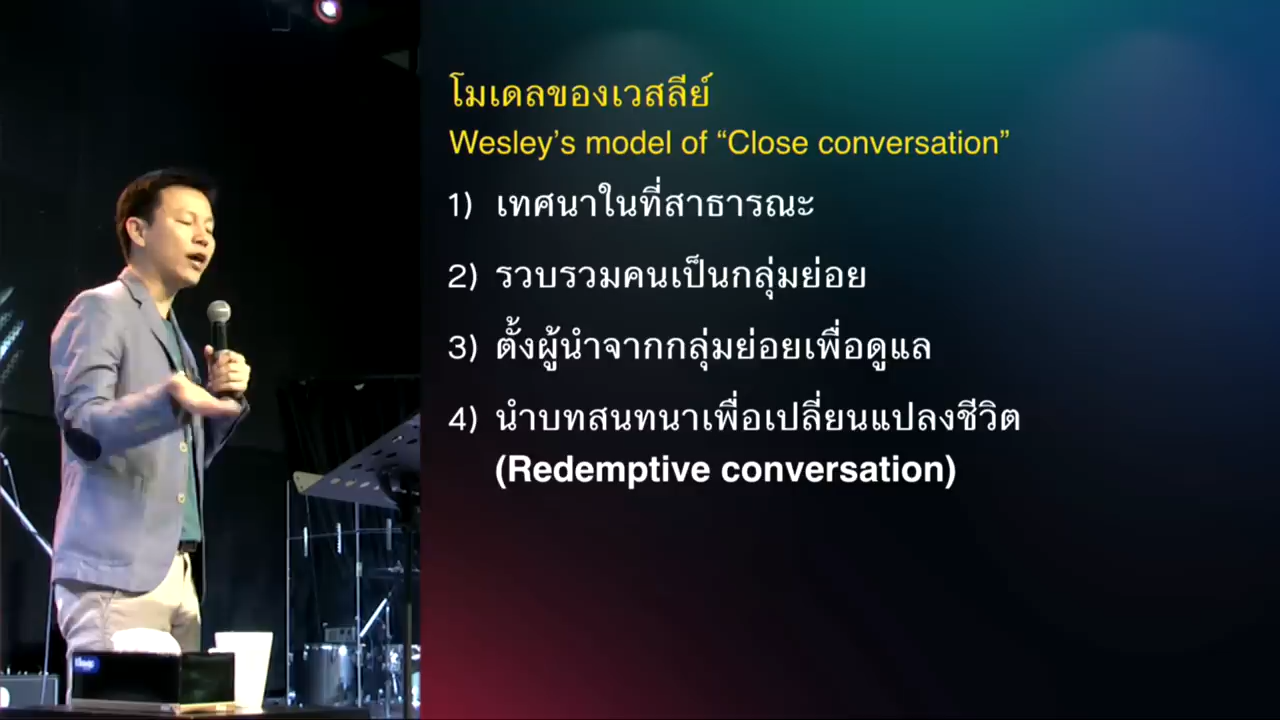 โมเดลของเวสลีย์
Wesley's model of “Close conversation”
1) เทศนาในที่สาธารณะ
2) รวบรวมคนเป็นกลุ่มย่อย
3) ตั้งผู้นำจากกลุ่มย่อยเพื่อดูแล
4) นำบทสนทนาเพื่อเปลี่ยนแปลงชีวิต
(Redemptive conversation)